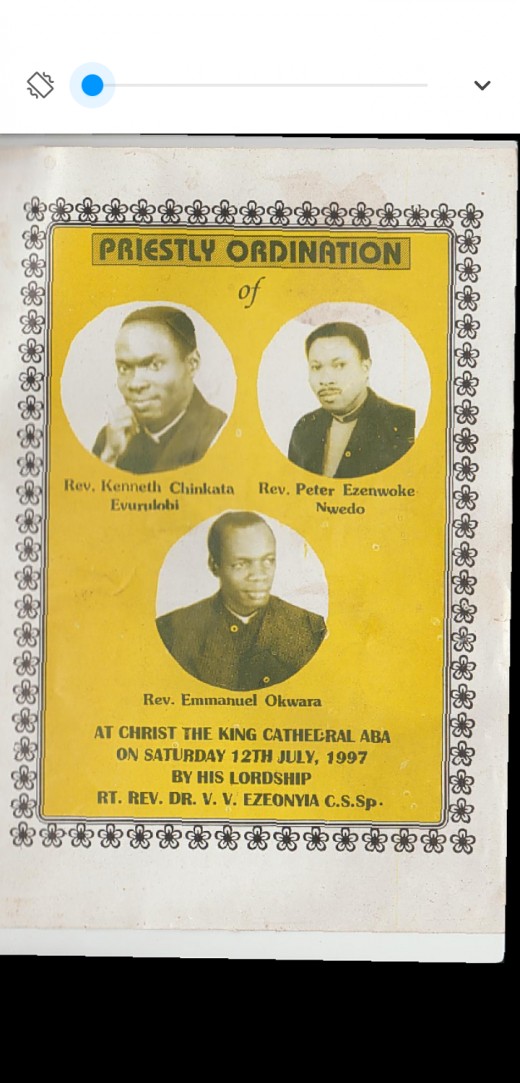 PRIESTLY ORDINATION
of
Rev. Kenneth Chinkata
Evurulobi
Rev. Peter Ezenwoke
Nwedo
Rev. Emmanuel Okwara
AT CHRIST THE KING CATHEDRAL ABA
ON SATURDAY 12TH JULY, 1997
BY HIS LORDSHIP
RT. REV. DR. V. V. EZEONYIA C.S.Sp.